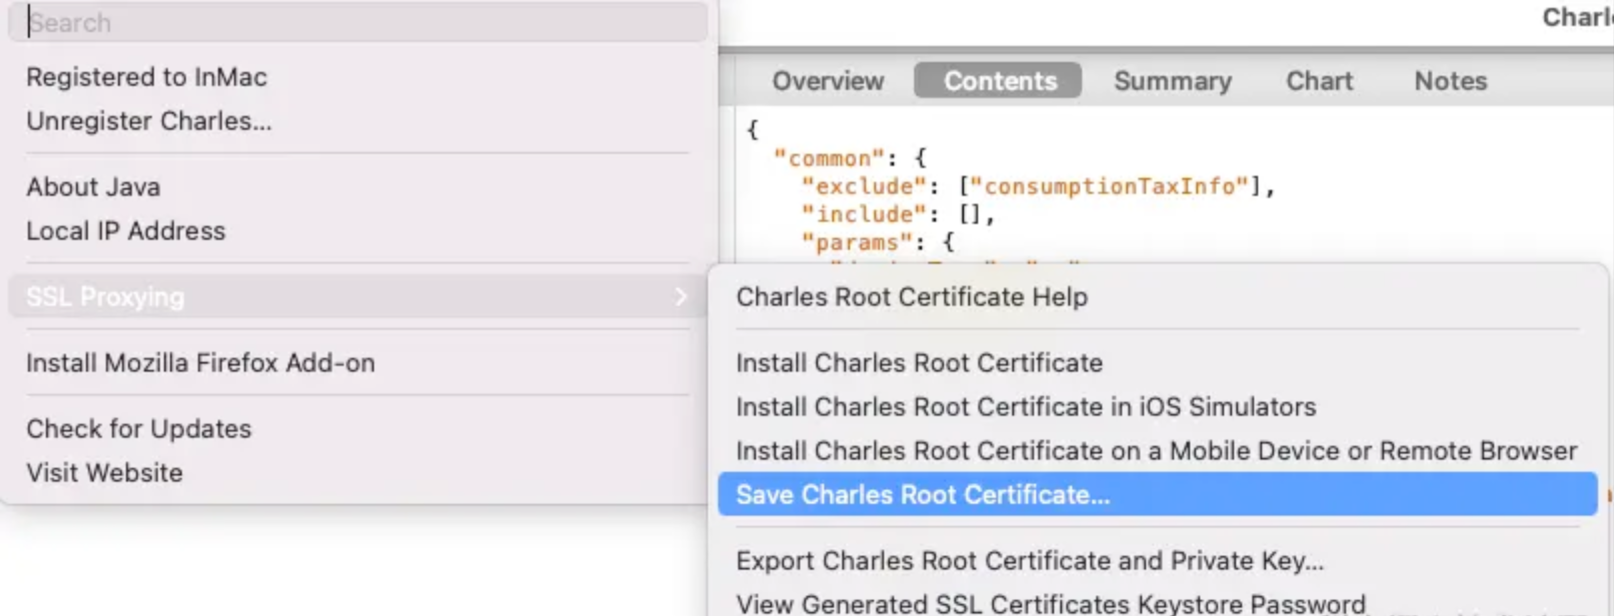 Search
Registered to InMac
Unregister Charles...
About Java
Local IP Address
SSL Proxying
Install Mozilla Firefox Add-on
Check for Updates
Visit Website
Overview
Contents
Summary
Chart
Notes
{
"common": {
"exclude": ["consumptionTaxInfo"],
"include": [],
"params": {
Charles Root Certificate Help
Install Charles Root Certificate
Install Charles Root Certificate in iOS Simulators
Install Charles Root Certificate on a Mobile Device or Remote Browser
Save Charles Root Certificate...
Export Charles Root Certificate and Private Key...
View Generated SSL Certificates Keystore Password